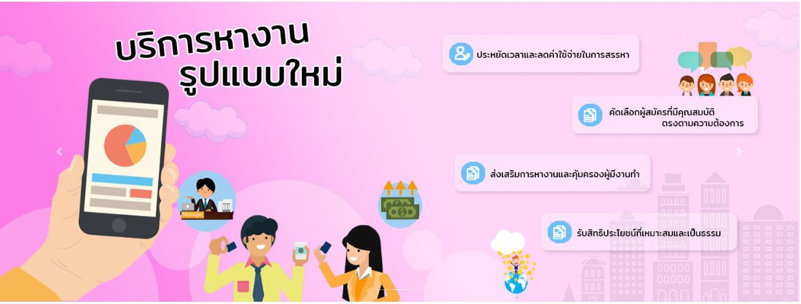 บริการหางาน
รูปแบบใหม่
ประหยัดเวลาและลดค่าใช้จ่ายในการสรรหา
คัดเลือกผู้สมัครที่มีคุณสมบัติ
ตรงตามความต้องการ
ส่งเสริมการหางานและคุ้มครองผู้มีงานทำ
รับสิทธิประโยชน์ที่เหมาะสมและเป็นธรรม